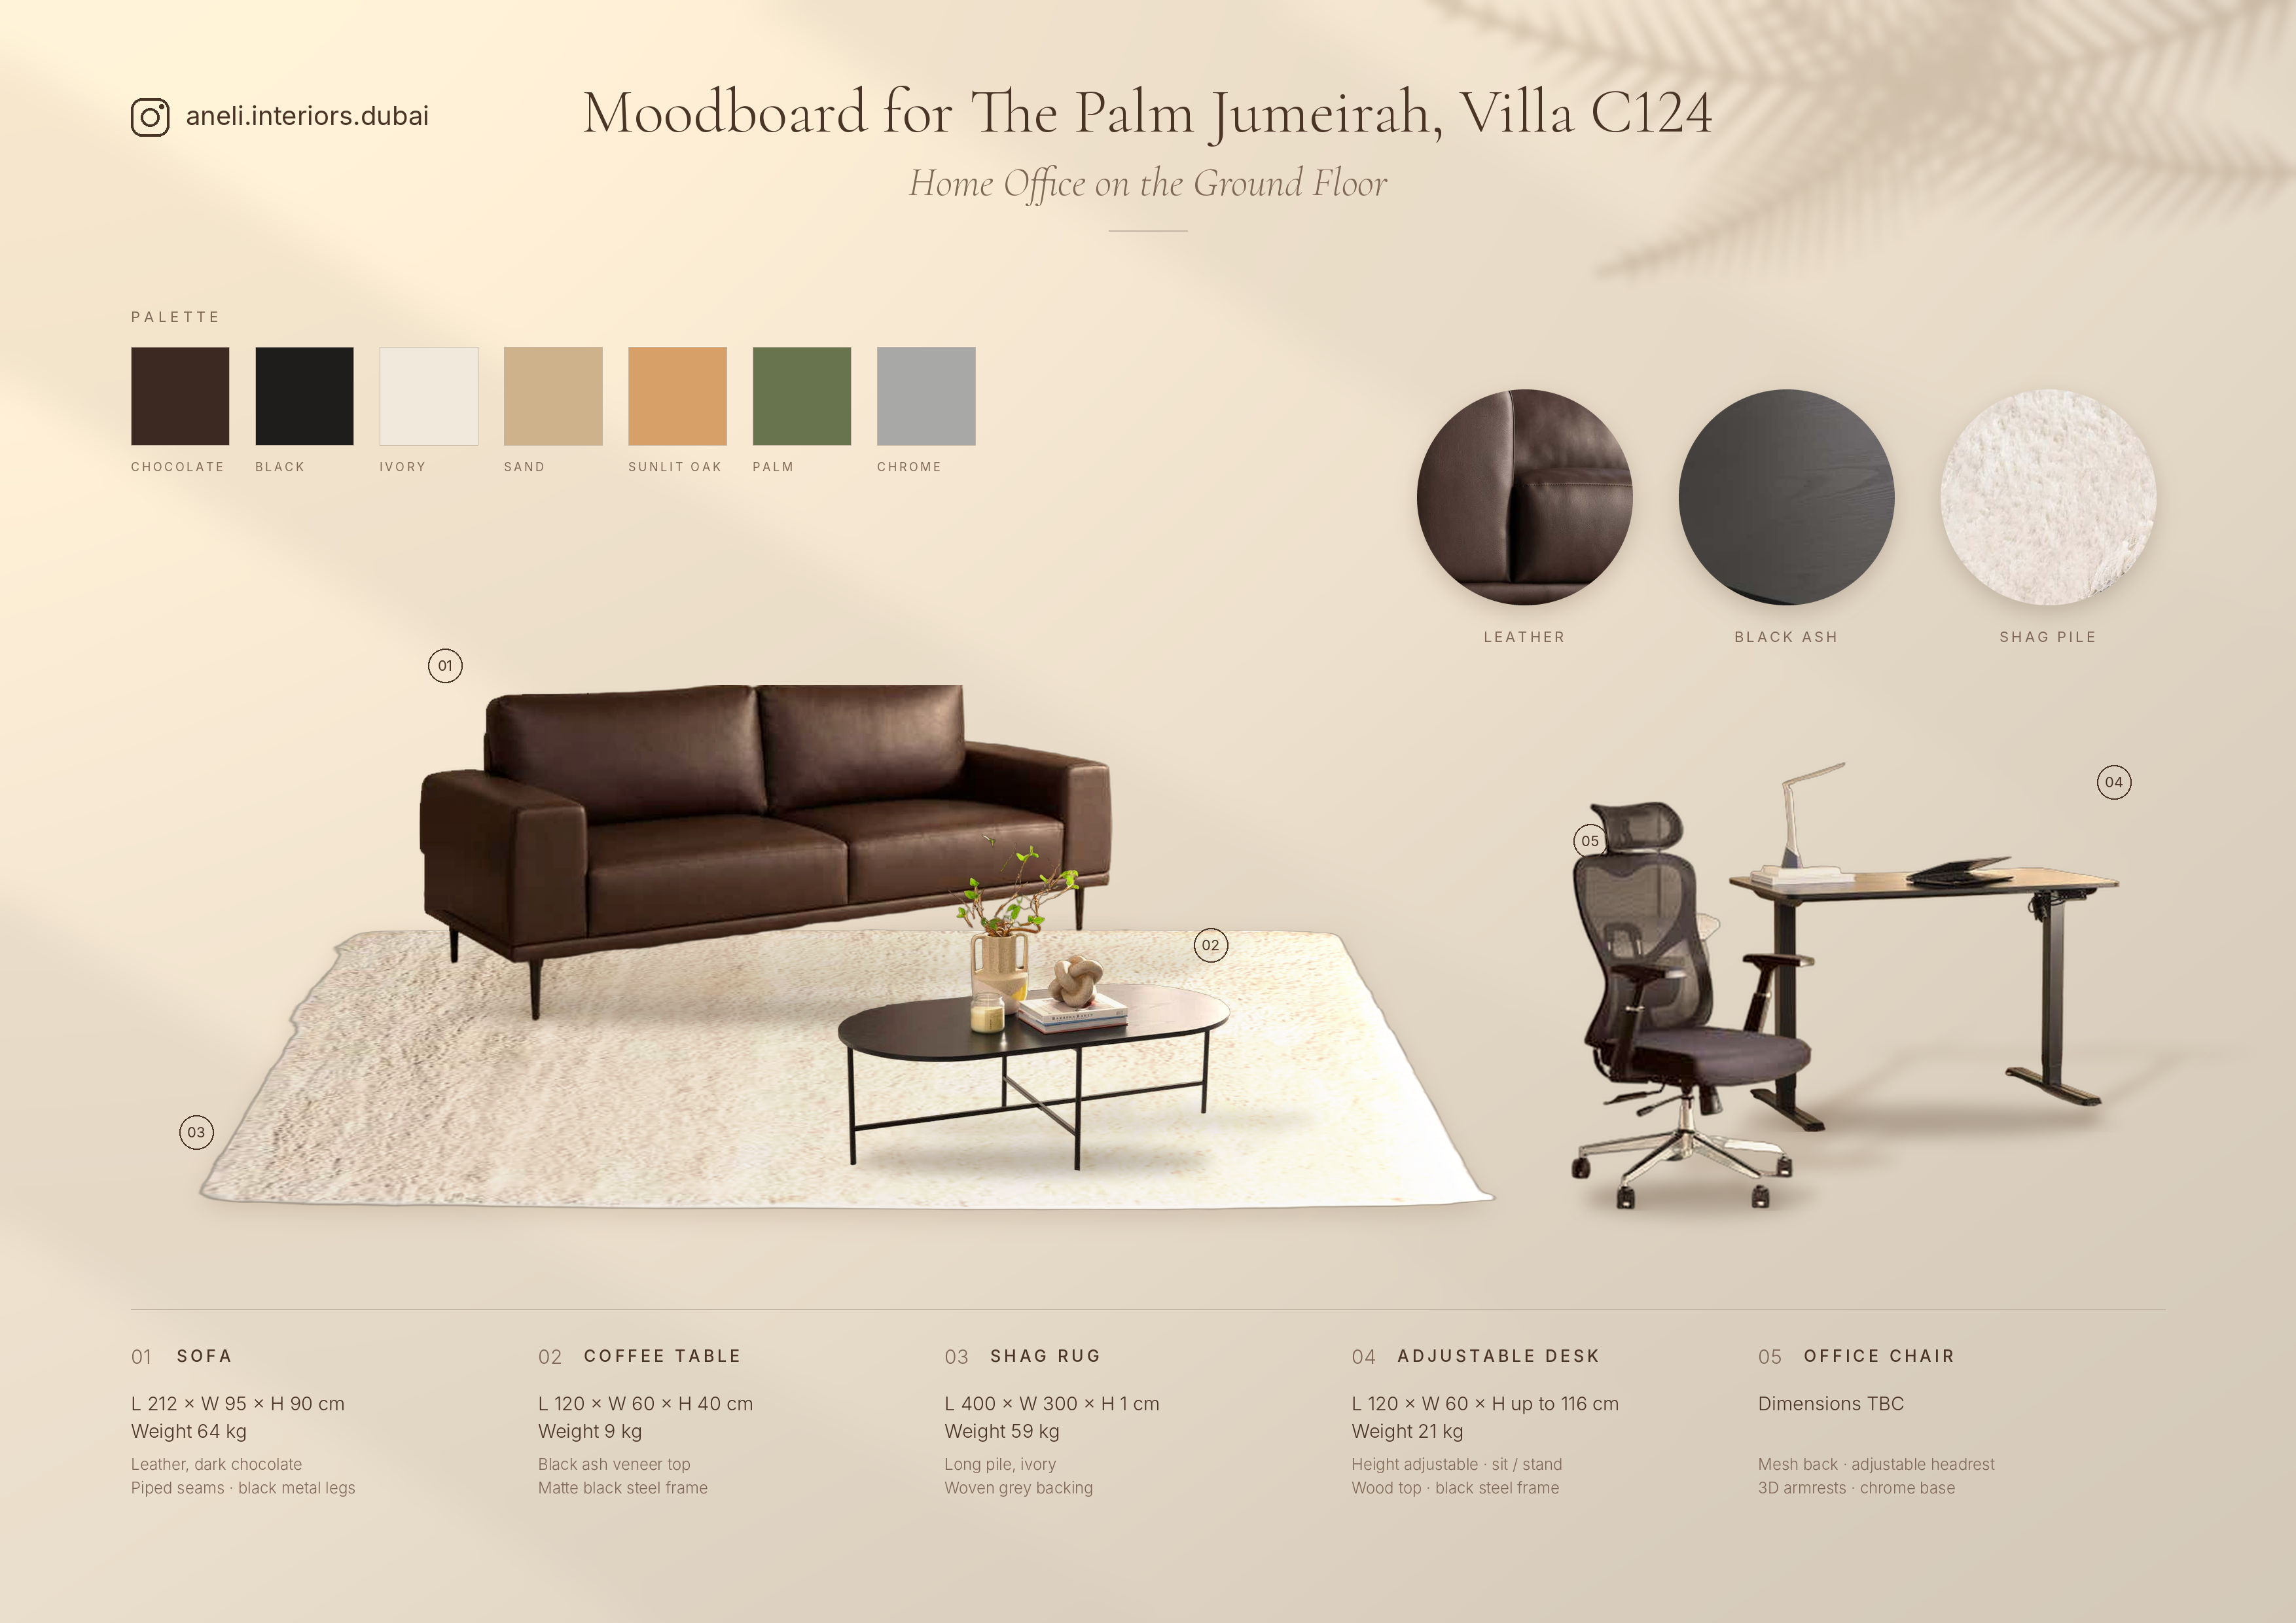 aneli.interiors.dubai
Moodboard for The Palm Jumeirah, Villa C124
Home Office on the Ground Floor
PALETTE
CHOCOLATE
BLACK
IVORY
SAND
SUNLIT OAK
PALM
CHROME
LEATHER
BLACK ASH
SHAG PILE
01
02
03
04
05
01 SOFA
L 212 × W 95 × H 90 cm
Weight 64 kg
Leather, dark chocolate
Piped seams · black metal legs
02 COFFEE TABLE
L 120 × W 60 × H 40 cm
Weight 9 kg
Black ash veneer top
Matte black steel frame
03 SHAG RUG
L 400 × W 300 × H 1 cm
Weight 59 kg
Long pile, ivory
Woven grey backing
04 ADJUSTABLE DESK
L 120 × W 60 × H up to 116 cm
Weight 21 kg
Height adjustable · sit / stand
Wood top · black steel frame
05 OFFICE CHAIR
Dimensions TBC
Mesh back · adjustable headrest
3D armrests · chrome base